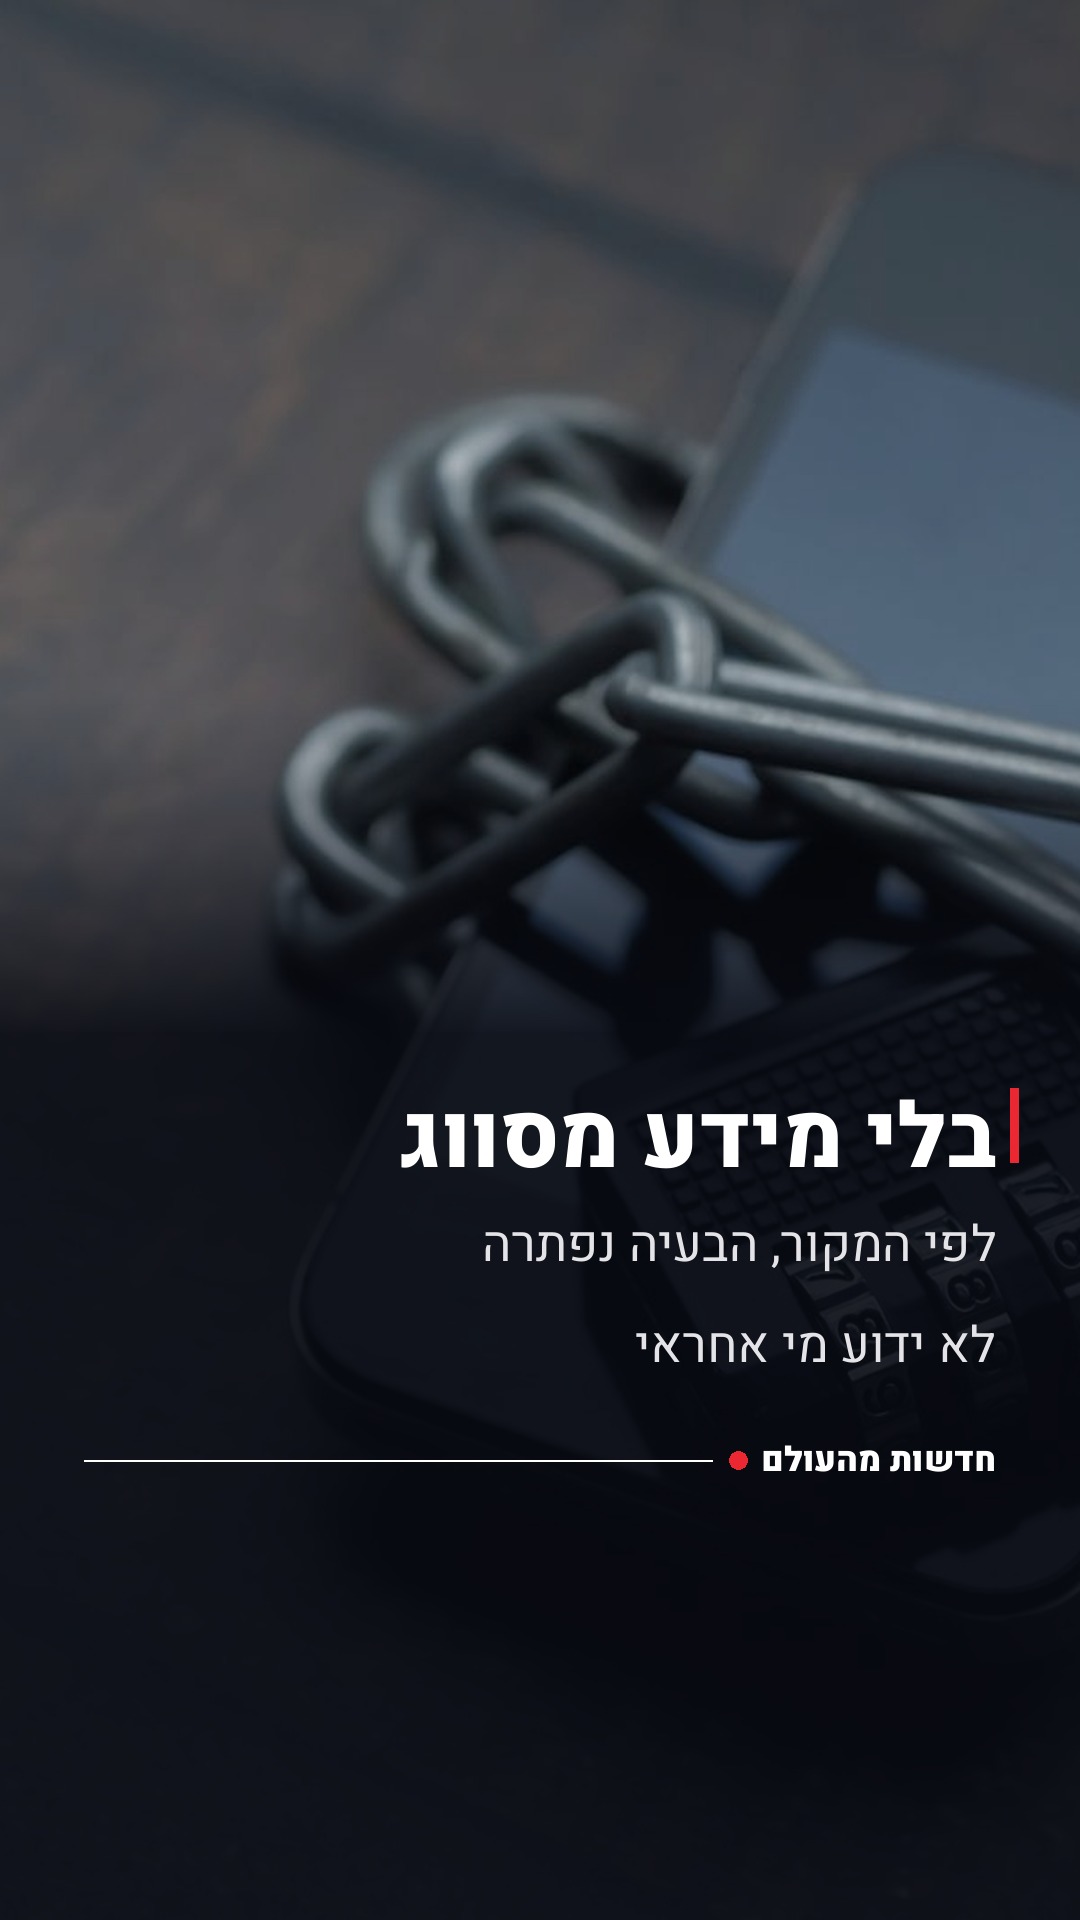 בלי מידע מסווג
לפי המקור, הבעיה נפתרה
לא ידוע מי אחראי
חדשות מהעולם